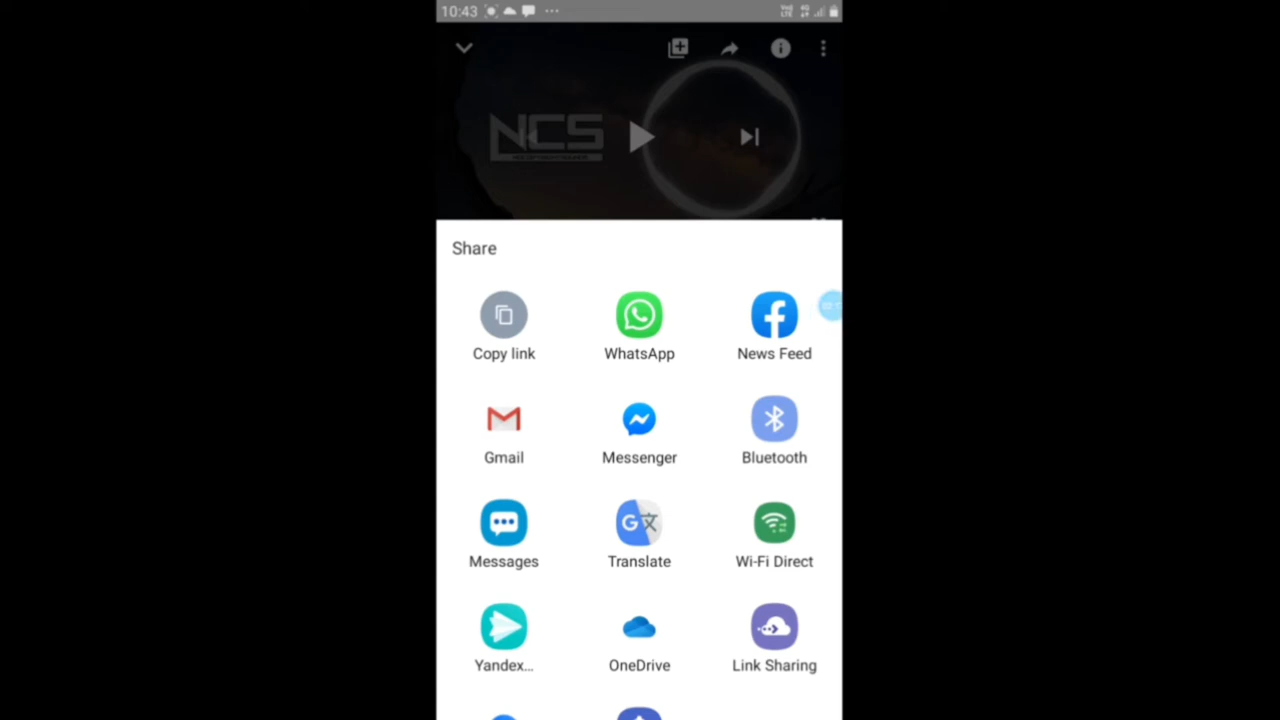 10:43
NCS
Share
Copy link
WhatsApp
News Feed
Gmail
Messenger
Bluetooth
Messages
Translate
Wi-Fi Direct
Yandex...
OneDrive
Link Sharing